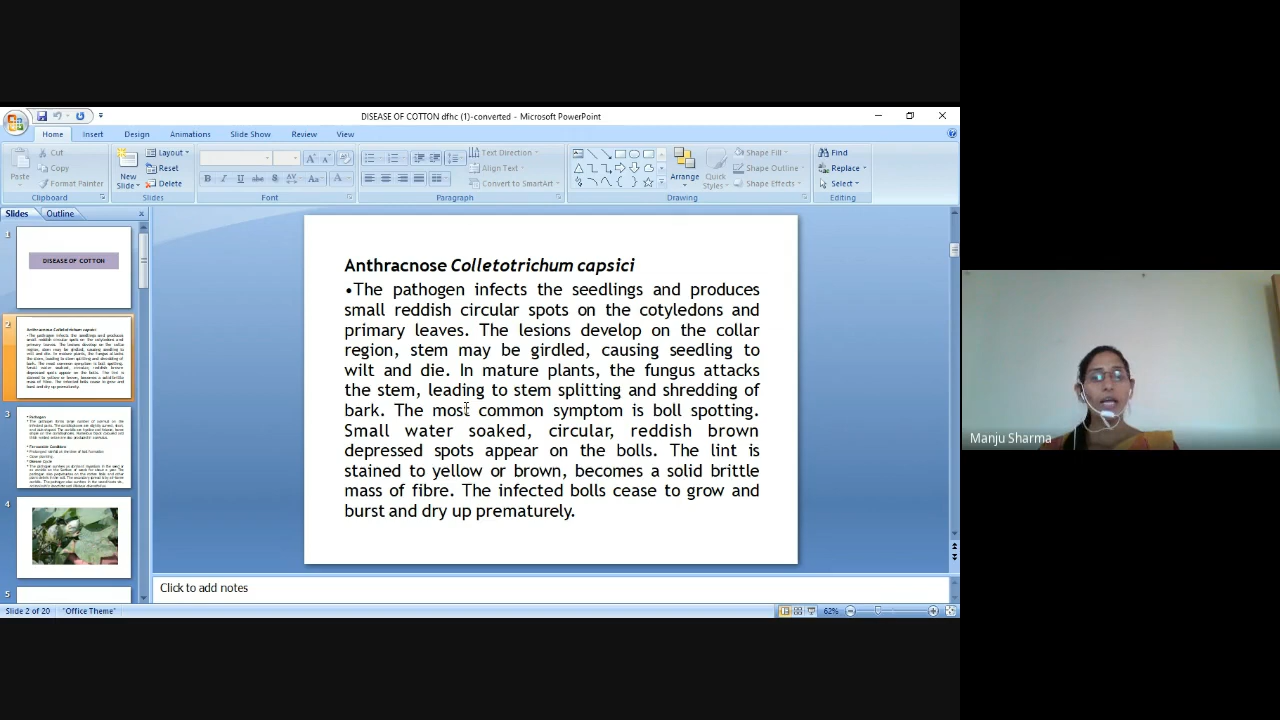 DISEASE OF COTTON dfhc (1)-converted - Microsoft PowerPoint
Home Insert Design Animations Slide Show Review View
Paste Cut Copy Format Painter Clipboard
New Slide Layout Reset Delete Slides
B I U abc S AV Aa A Font
Text Direction Align Text Convert to SmartArt Paragraph
Arrange Quick Styles Shape Fill Shape Outline Shape Effects Drawing
Find Replace Select Editing
Slides Outline
1
DISEASE OF COTTON
2
3
4
5
Anthracnose Colletotrichum capsici
•The pathogen infects the seedlings and produces
small reddish circular spots on the cotyledons and
primary leaves. The lesions develop on the collar
region, stem may be girdled, causing seedling to
wilt and die. In mature plants, the fungus attacks
the stem, leading to stem splitting and shredding of
bark. The most common symptom is boll spotting.
Small water soaked, circular, reddish brown
depressed spots appear on the bolls. The lint is
stained to yellow or brown, becomes a solid brittle
mass of fibre. The infected bolls cease to grow and
burst and dry up prematurely.
Click to add notes
Slide 2 of 20 "Office Theme" 62%
Manju Sharma